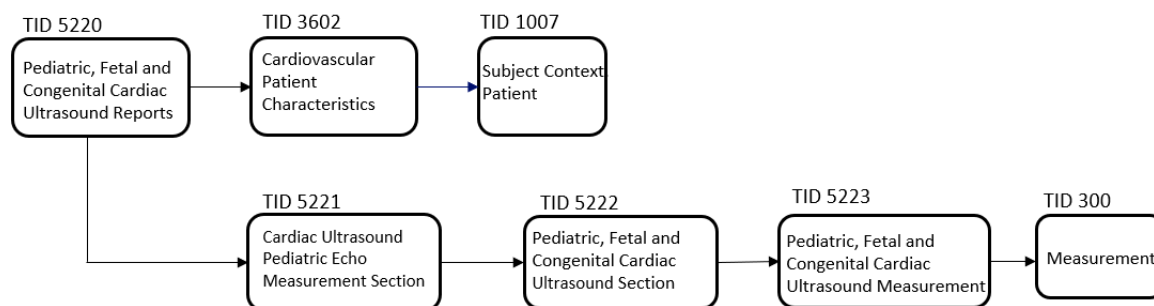 TID 5220
Pediatric, Fetal and
Congenital Cardiac
Ultrasound Reports
TID 3602
Cardiovascular
Patient
Characteristics
TID 1007
Subject Context,
Patient
TID 5221
Cardiac Ultrasound
Pediatric Echo
Measurement Section
TID 5222
Pediatric, Fetal and
Congenital Cardiac
Ultrasound Section
TID 5223
Pediatric, Fetal and
Congenital Cardiac
Ultrasound Measurement
TID 300
Measurement